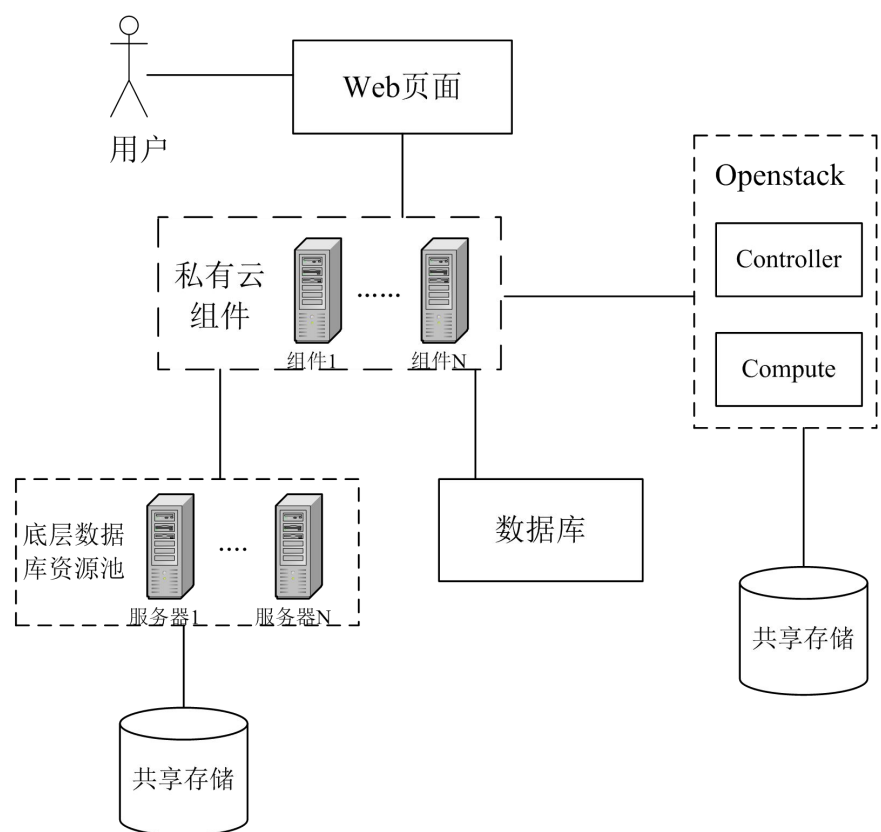 Web页面
用户
Openstack
私有云
组件
......
Controller
组件1
组件N
Compute
底层数据
库资源池
....
数据库
服务器1
服务器N
共享存储
共享存储